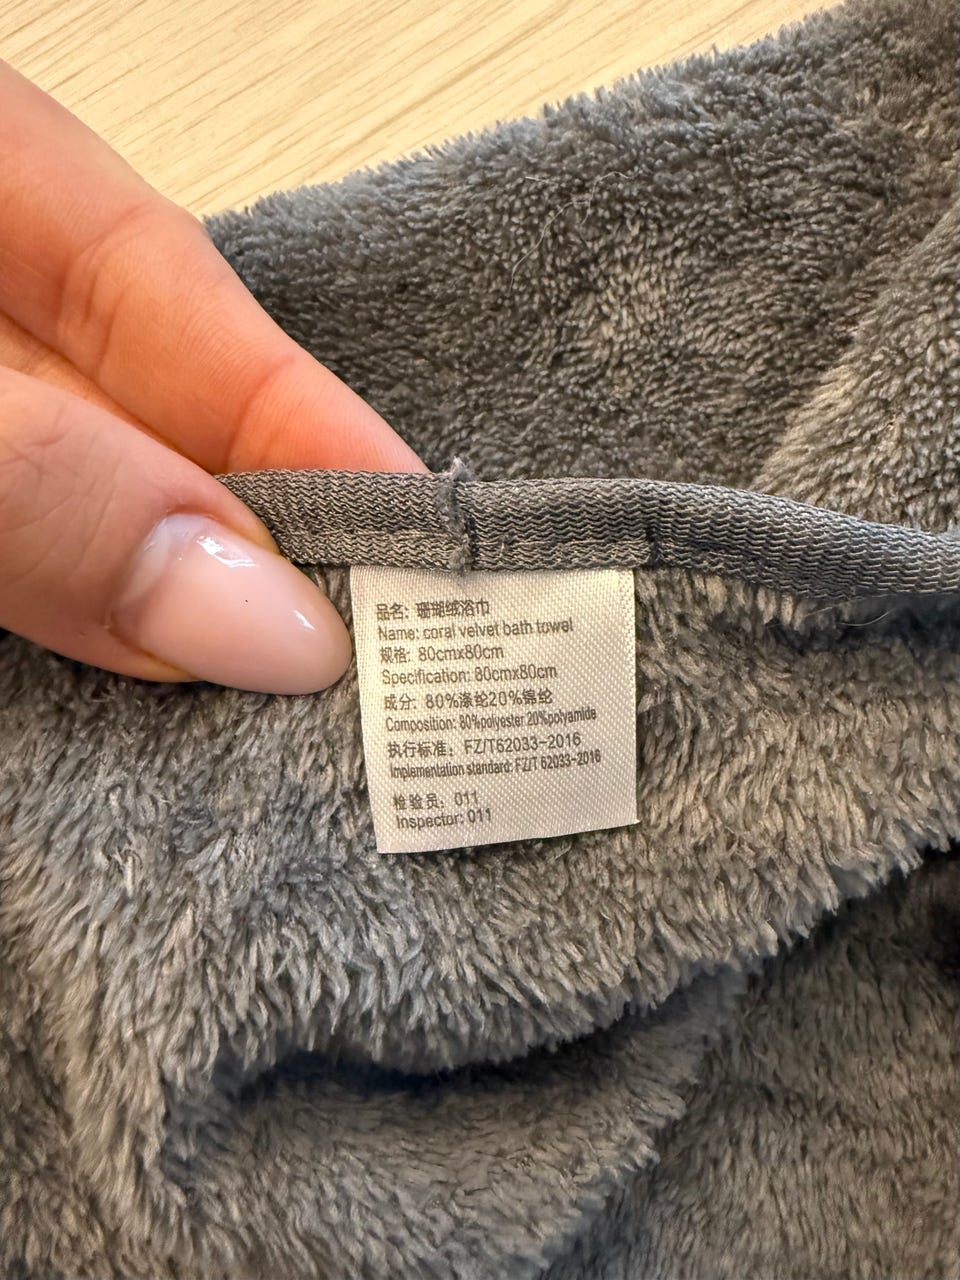 品名: 珊瑚绒浴巾
Name: coral velvet bath towel
规格: 80cmx80cm
Specification: 80cmx80cm
成分: 80%涤纶20%锦纶
Composition: 80%polyester 20%polyamide
执行标准: FZ/T62033-2016
Implementation standard: FZ/T 62033-2016
检验员: 011
Inspector: 011